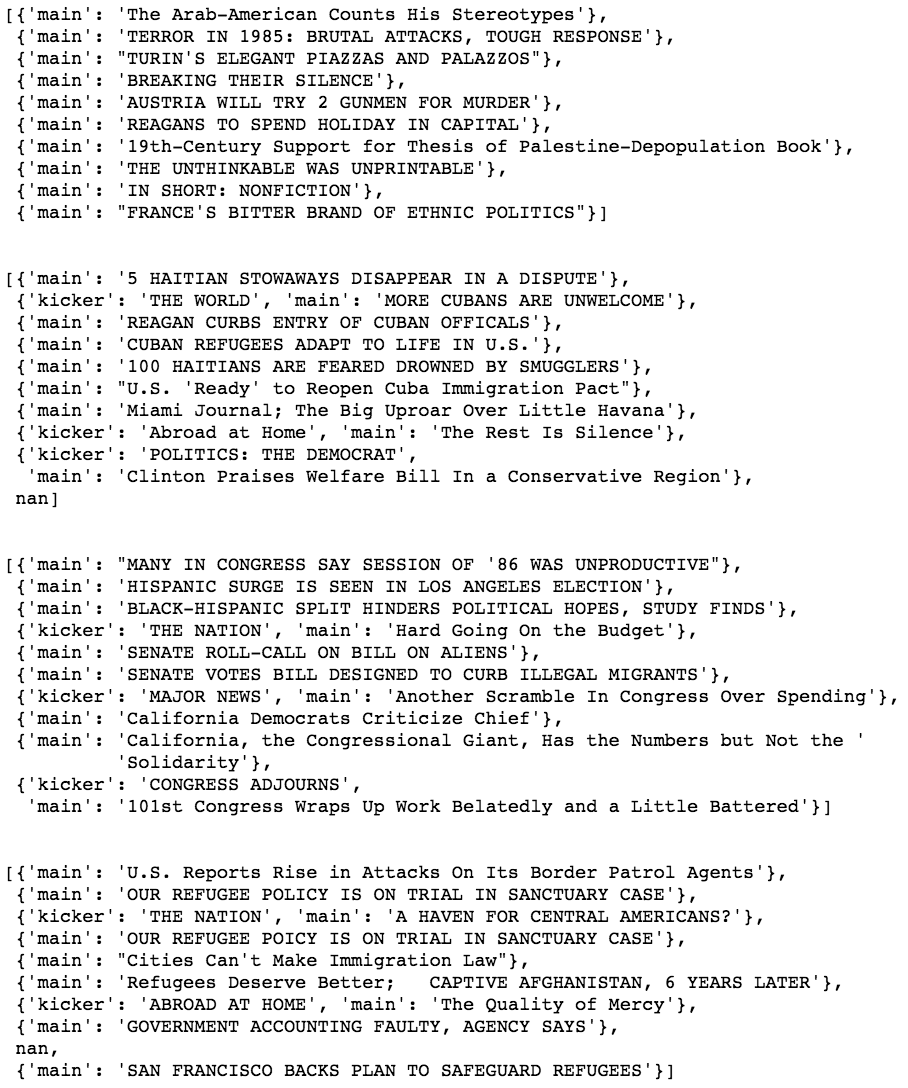 [{'main': 'The Arab-American Counts His Stereotypes'},
{'main': 'TERROR IN 1985: BRUTAL ATTACKS, TOUGH RESPONSE'},
{'main': "TURIN'S ELEGANT PIAZZAS AND PALAZZOS"},
{'main': 'BREAKING THEIR SILENCE'},
{'main': 'AUSTRIA WILL TRY 2 GUNMEN FOR MURDER'},
{'main': 'REAGANS TO SPEND HOLIDAY IN CAPITAL'},
{'main': '19th-Century Support for Thesis of Palestine-Depopulation Book'},
{'main': 'THE UNTHINKABLE WAS UNPRINTABLE'},
{'main': 'IN SHORT: NONFICTION'},
{'main': "FRANCE'S BITTER BRAND OF ETHNIC POLITICS"}]
[{'main': '5 HAITIAN STOWAWAYS DISAPPEAR IN A DISPUTE'},
{'kicker': 'THE WORLD', 'main': 'MORE CUBANS ARE UNWELCOME'},
{'main': 'REAGAN CURBS ENTRY OF CUBAN OFFICALS'},
{'main': 'CUBAN REFUGEES ADAPT TO LIFE IN U.S.'},
{'main': '100 HAITIANS ARE FEARED DROWNED BY SMUGGLERS'},
{'main': "U.S. 'Ready' to Reopen Cuba Immigration Pact"},
{'main': 'Miami Journal; The Big Uproar Over Little Havana'},
{'kicker': 'Abroad at Home', 'main': 'The Rest Is Silence'},
{'kicker': 'POLITICS: THE DEMOCRAT',
'main': 'Clinton Praises Welfare Bill In a Conservative Region'},
nan]
[{'main': "MANY IN CONGRESS SAY SESSION OF '86 WAS UNPRODUCTIVE"},
{'main': 'HISPANIC SURGE IS SEEN IN LOS ANGELES ELECTION'},
{'main': 'BLACK-HISPANIC SPLIT HINDERS POLITICAL HOPES, STUDY FINDS'},
{'kicker': 'THE NATION', 'main': 'Hard Going On the Budget'},
{'main': 'SENATE ROLL-CALL ON BILL ON ALIENS'},
{'main': 'SENATE VOTES BILL DESIGNED TO CURB ILLEGAL MIGRANTS'},
{'kicker': 'MAJOR NEWS', 'main': 'Another Scramble In Congress Over Spending'},
{'main': 'California Democrats Criticize Chief'},
{'main': 'California, the Congressional Giant, Has the Numbers but Not the '
'Solidarity'},
{'kicker': 'CONGRESS ADJOURNS',
'main': '101st Congress Wraps Up Work Belatedly and a Little Battered'}]
[{'main': 'U.S. Reports Rise in Attacks On Its Border Patrol Agents'},
{'main': 'OUR REFUGEE POLICY IS ON TRIAL IN SANCTUARY CASE'},
{'kicker': 'THE NATION', 'main': 'A HAVEN FOR CENTRAL AMERICANS?'},
{'main': 'OUR REFUGEE POICY IS ON TRIAL IN SANCTUARY CASE'},
{'main': "Cities Can't Make Immigration Law"},
{'main': 'Refugees Deserve Better;   CAPTIVE AFGHANISTAN, 6 YEARS LATER'},
{'kicker': 'ABROAD AT HOME', 'main': 'The Quality of Mercy'},
{'main': 'GOVERNMENT ACCOUNTING FAULTY, AGENCY SAYS'},
nan,
{'main': 'SAN FRANCISCO BACKS PLAN TO SAFEGUARD REFUGEES'}]